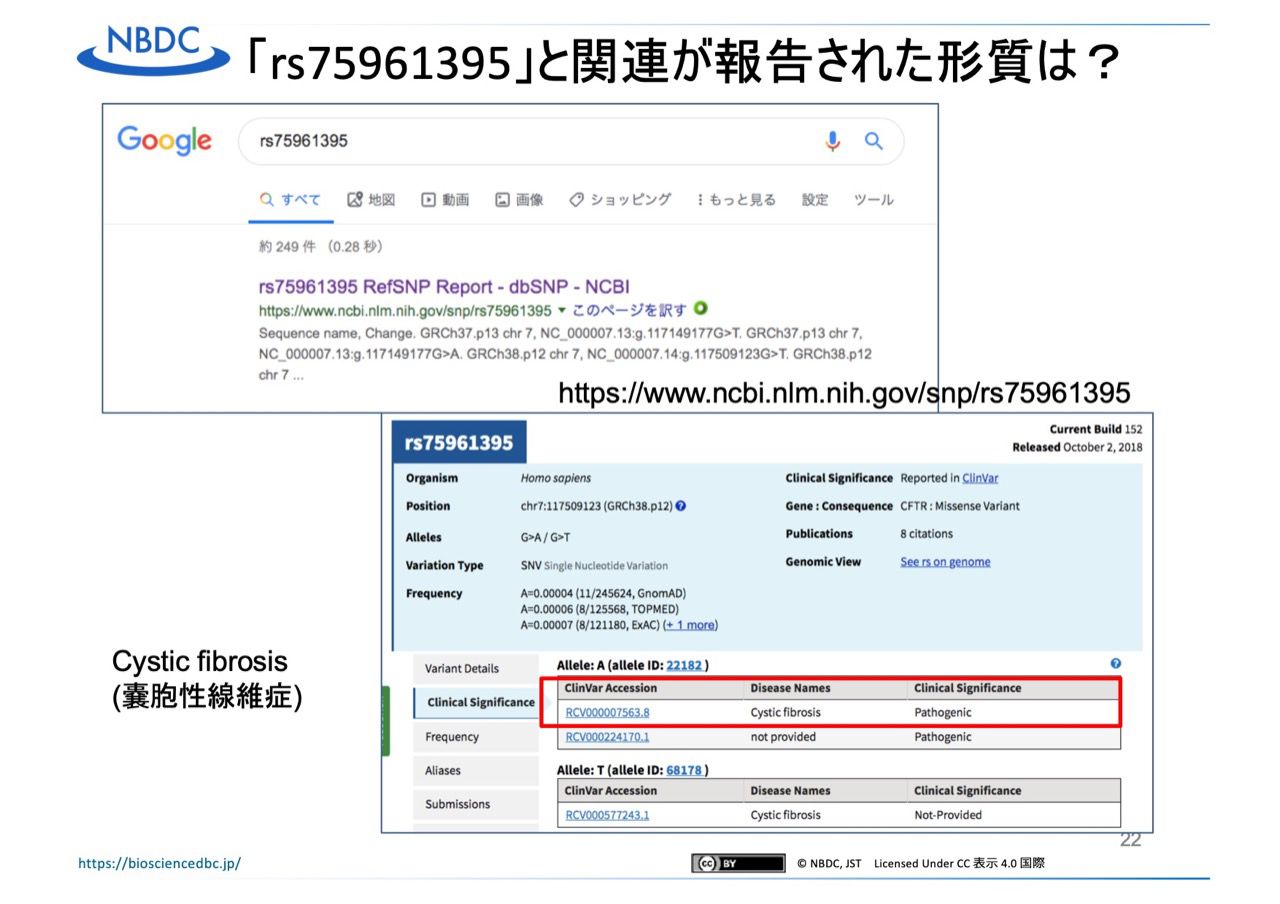 NBDC
「rs75961395」と関連が報告された形質は？
Google
rs75961395
すべて 地図 動画 画像 ショッピング もっと見る 設定 ツール
約 249 件 （0.28 秒）
rs75961395 RefSNP Report - dbSNP - NCBI
https://www.ncbi.nlm.nih.gov/snp/rs75961395 ▼ このページを訳す
Sequence name, Change. GRCh37.p13 chr 7, NC_000007.13:g.117149177G>T. GRCh37.p13 chr 7,
NC_000007.13:g.117149177G>A. GRCh38.p12 chr 7, NC_000007.14:g.117509123G>T. GRCh38.p12
chr 7 ...
https://www.ncbi.nlm.nih.gov/snp/rs75961395
rs75961395
Current Build 152
Released October 2, 2018
Organism Homo sapiens
Position chr7:117509123 (GRCh38.p12) ?
Alleles G>A / G>T
Variation Type SNV Single Nucleotide Variation
Frequency A=0.00004 (11/245624, GnomAD)
A=0.00006 (8/125568, TOPMED)
A=0.00007 (8/121180, ExAC) (+ 1 more)
Clinical Significance Reported in ClinVar
Gene : Consequence CFTR : Missense Variant
Publications 8 citations
Genomic View See rs on genome
Cystic fibrosis
(嚢胞性線維症)
Variant Details
Clinical Significance
Frequency
Aliases
Submissions
Allele: A (allele ID: 22182 ) ?
ClinVar Accession Disease Names Clinical Significance
RCV000007563.8 Cystic fibrosis Pathogenic
RCV000224170.1 not provided Pathogenic
Allele: T (allele ID: 68178 )
ClinVar Accession Disease Names Clinical Significance
RCV000577243.1 Cystic fibrosis Not-Provided
22
https://biosciencedbc.jp/
cc BY
© NBDC, JST Licensed Under CC 表示 4.0 国際